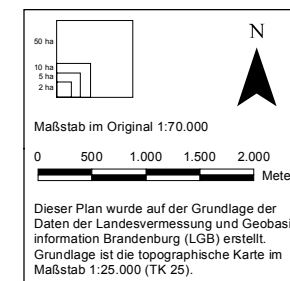 N
50 ha
10 ha
5 ha
2 ha
Maßstab im Original 1:70.000
0 500 1.000 1.500 2.000
Mete
Dieser Plan wurde auf der Grundlage der
Daten der Landesvermessung und Geobasi
information Brandenburg (LGB) erstellt.
Grundlage ist die topographische Karte im
Maßstab 1:25.000 (TK 25).